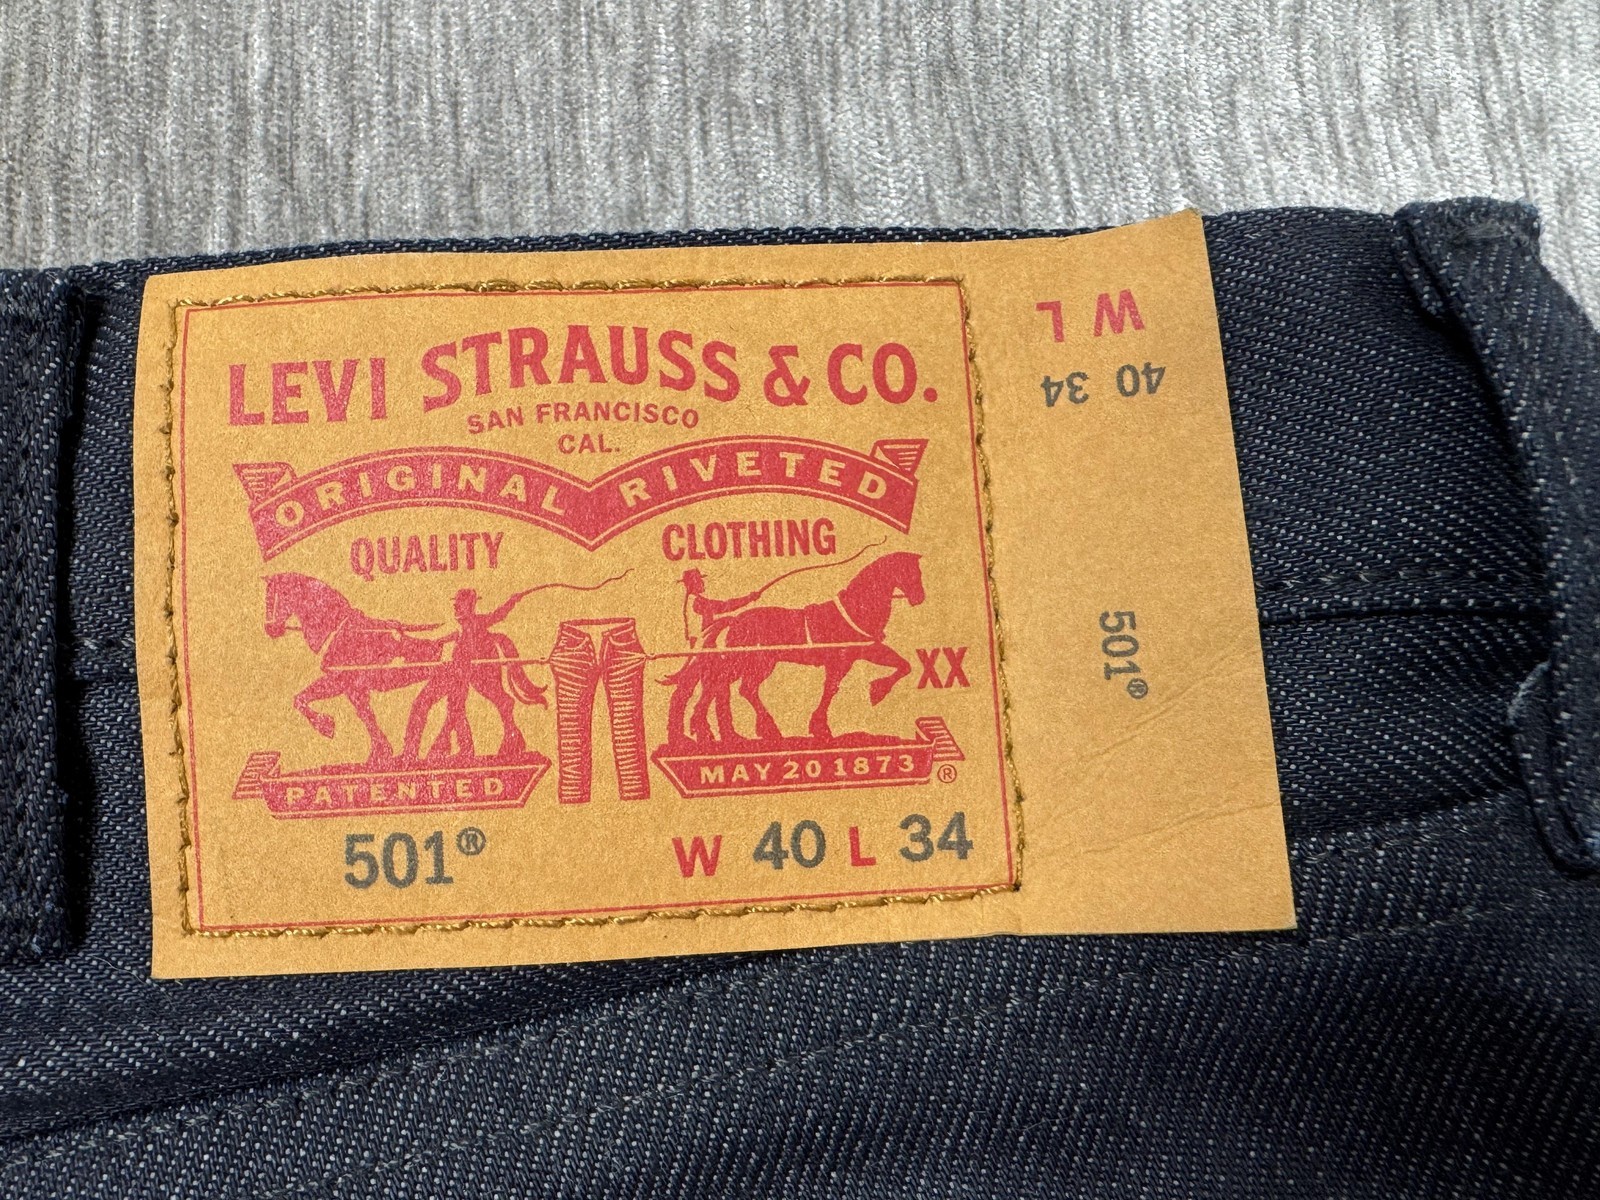 LEVI STRAUSS & CO.
SAN FRANCISCO
CAL.
ORIGINAL RIVETED
QUALITY CLOTHING
XX
PATENTED MAY 20 1873 ®
501® W 40 L 34
W L
40 34
501®